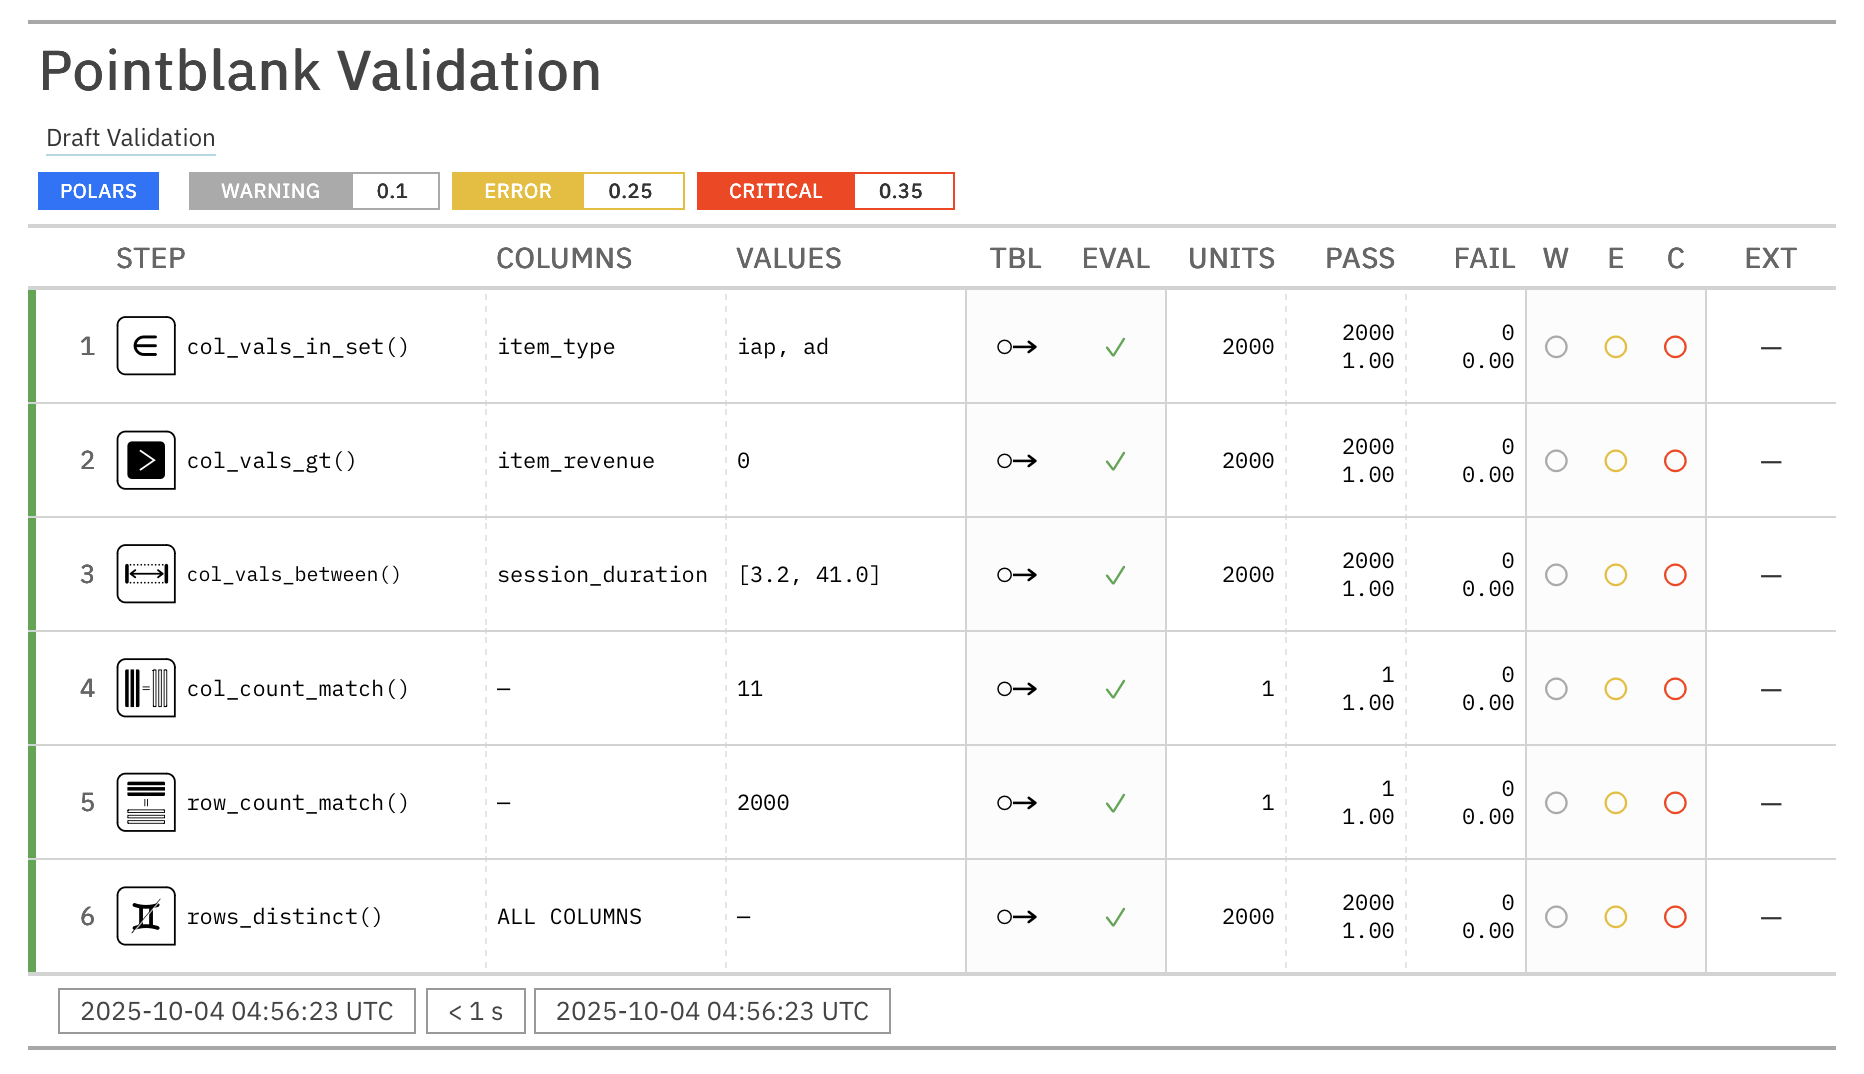 Pointblank Validation
Draft Validation
POLARS WARNING 0.1 ERROR 0.25 CRITICAL 0.35
STEP COLUMNS VALUES TBL EVAL UNITS PASS FAIL W E C EXT
1 col_vals_in_set() item_type iap, ad 2000 2000 1.00 0 0.00 —
2 col_vals_gt() item_revenue 0 2000 2000 1.00 0 0.00 —
3 col_vals_between() session_duration [3.2, 41.0] 2000 2000 1.00 0 0.00 —
4 col_count_match() — 11 1 1 1.00 0 0.00 —
5 row_count_match() — 2000 1 1 1.00 0 0.00 —
6 rows_distinct() ALL COLUMNS — 2000 2000 1.00 0 0.00 —
2025-10-04 04:56:23 UTC < 1 s 2025-10-04 04:56:23 UTC